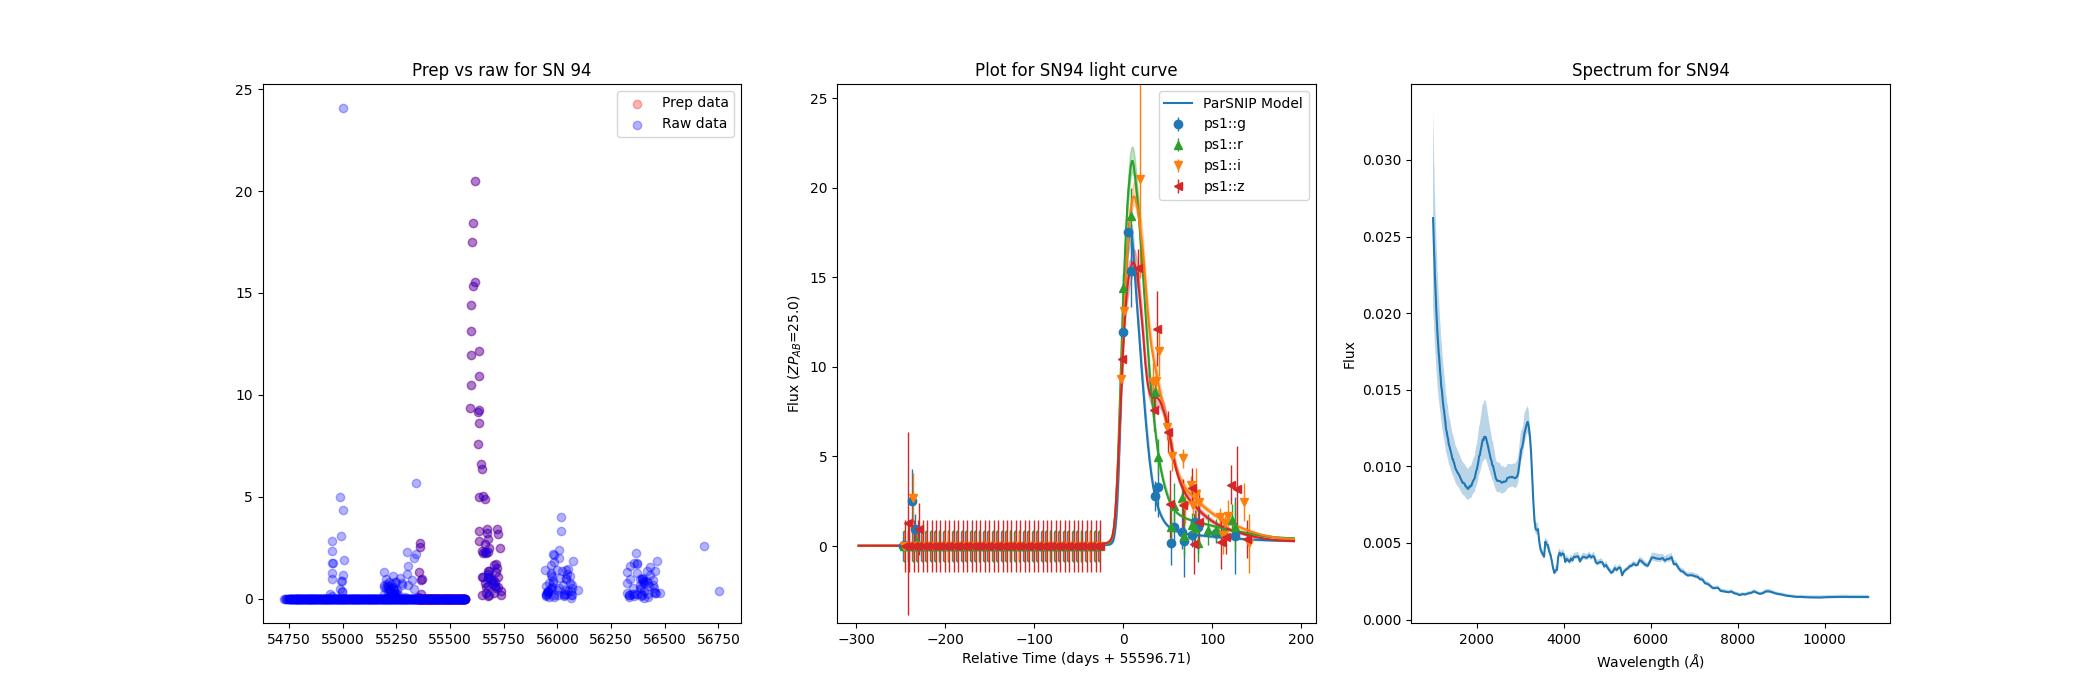 Prep vs raw for SN 94
25
20
15
10
5
0
54750 55000 55250 55500 55750 56000 56250 56500 56750
Prep data
Raw data
Plot for SN94 light curve
Flux (ZP_AB=25.0)
25
20
15
10
5
0
−300 −200 −100 0 100 200
Relative Time (days + 55596.71)
ParSNIP Model
ps1::g
ps1::r
ps1::i
ps1::z
Spectrum for SN94
Flux
0.030
0.025
0.020
0.015
0.010
0.005
0.000
2000 4000 6000 8000 10000
Wavelength (Å)